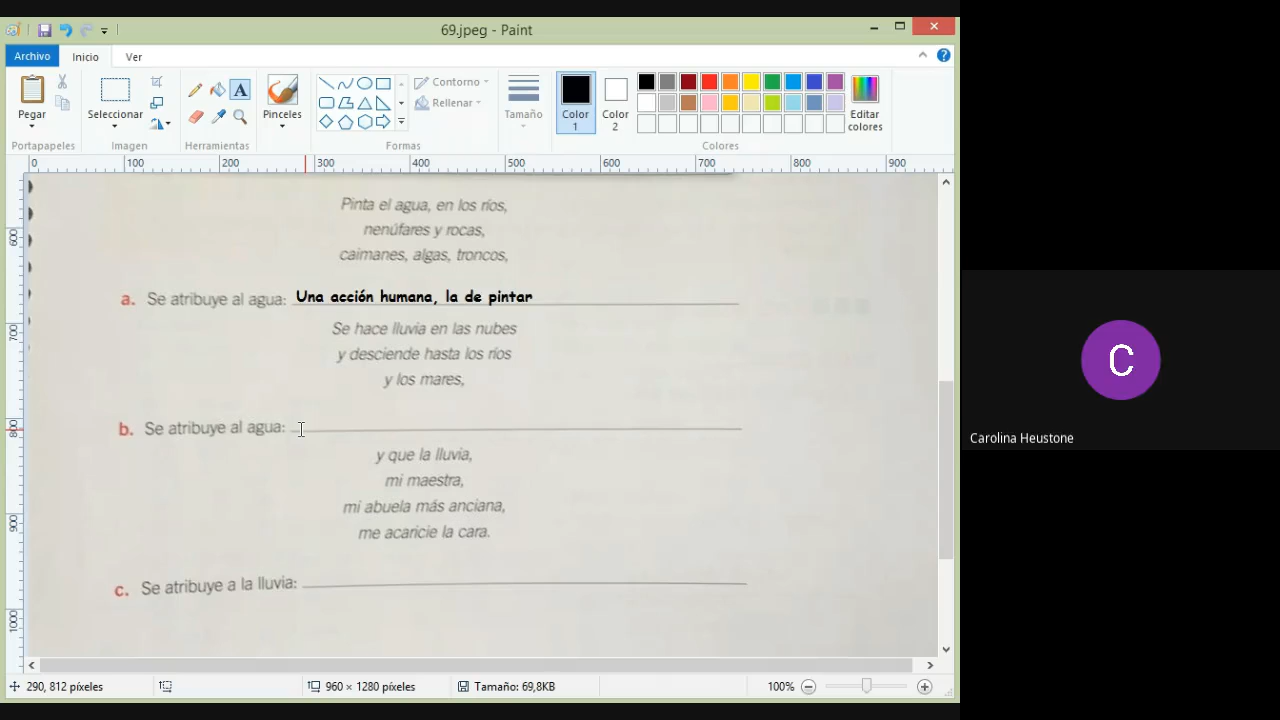 69.jpeg - Paint
Archivo Inicio Ver
Pegar Seleccionar Pinceles Contorno Rellenar Tamaño Color 1 Color 2 Editar colores
Portapapeles Imagen Herramientas Formas Colores
0 100 200 300 400 500 600 700 800 900
600
700
800
900
1000
Pinta el agua, en los ríos,
nenúfares y rocas,
caimanes, algas, troncos,
a. Se atribuye al agua: Una acción humana, la de pintar
Se hace lluvia en las nubes
y desciende hasta los ríos
y los mares,
b. Se atribuye al agua:
y que la lluvia,
mi maestra,
mi abuela más anciana,
me acaricie la cara.
c. Se atribuye a la lluvia:
290, 812 píxeles 960 × 1280 píxeles Tamaño: 69,8KB 100%
C
Carolina Heustone